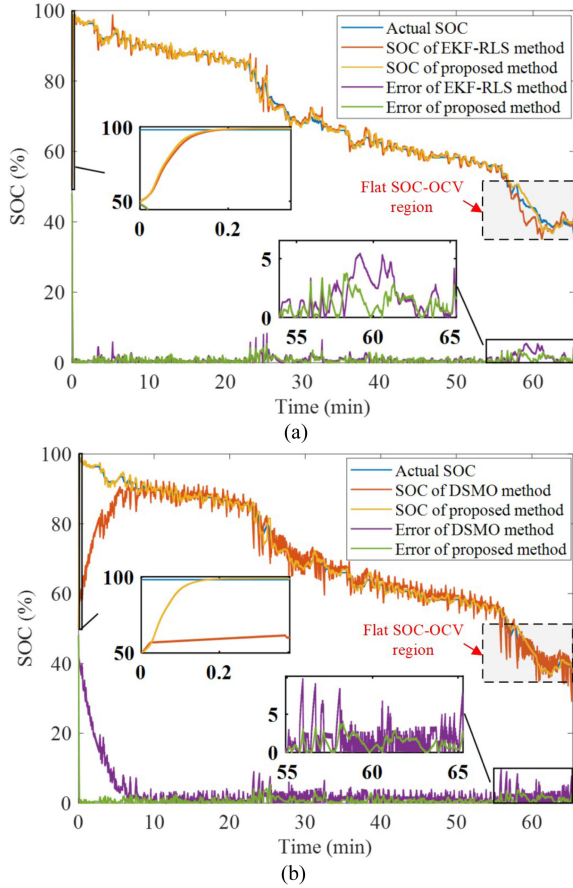 100
80
60
40
20
0
SOC (%)
Actual SOC
SOC of EKF-RLS method
SOC of proposed method
Error of EKF-RLS method
Error of proposed method
100
50
0
0.2
Flat SOC-OCV
region
5
0
55
60
65
0
10
20
30
40
50
60
Time (min)
(a)
100
80
60
40
20
0
SOC (%)
Actual SOC
SOC of DSMO method
SOC of proposed method
Error of DSMO method
Error of proposed method
100
50
0
0.2
Flat SOC-OCV
region
5
0
55
60
65
0
10
20
30
40
50
60
Time (min)
(b)